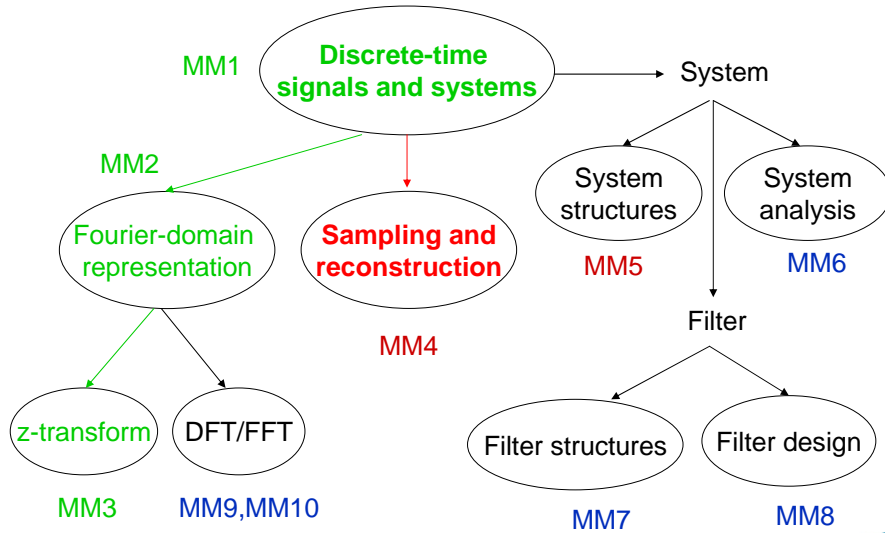 MM1
Discrete-time
signals and systems
System
MM2
System
structures
System
analysis
Fourier-domain
representation
Sampling and
reconstruction
MM5
MM6
MM4
Filter
z-transform
DFT/FFT
Filter structures
Filter design
MM3
MM9,MM10
MM7
MM8